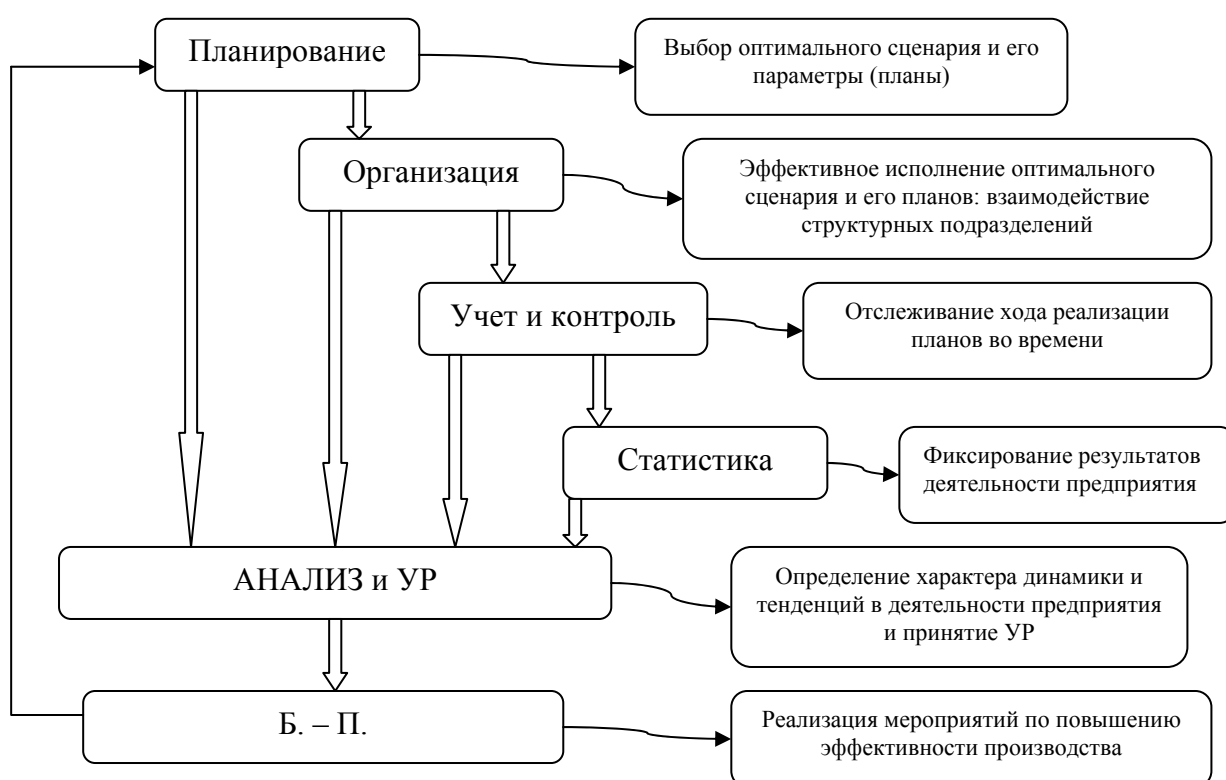 Планирование
Выбор оптимального сценария и его
параметры (планы)
Организация
Эффективное исполнение оптимального
сценария и его планов: взаимодействие
структурных подразделений
Учет и контроль
Отслеживание хода реализации
планов во времени
Статистика
Фиксирование результатов
деятельности предприятия
АНАЛИЗ и УР
Определение характера динамики и
тенденций в деятельности предприятия
и принятие УР
Б. – П.
Реализация мероприятий по повышению
эффективности производства